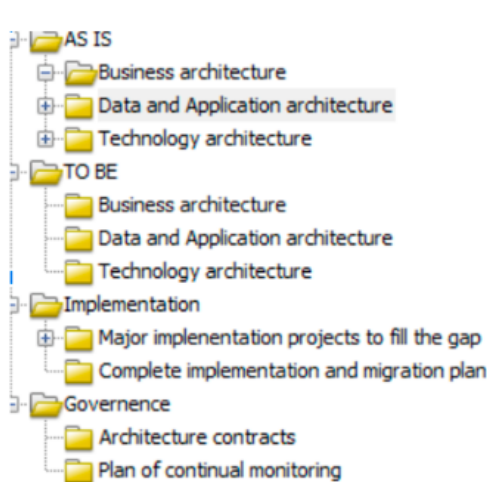 AS IS
Business architecture
Data and Application architecture
Technology architecture
TO BE
Business architecture
Data and Application architecture
Technology architecture
Implementation
Major implenentation projects to fill the gap
Complete implementation and migration plan
Governence
Architecture contracts
Plan of continual monitoring